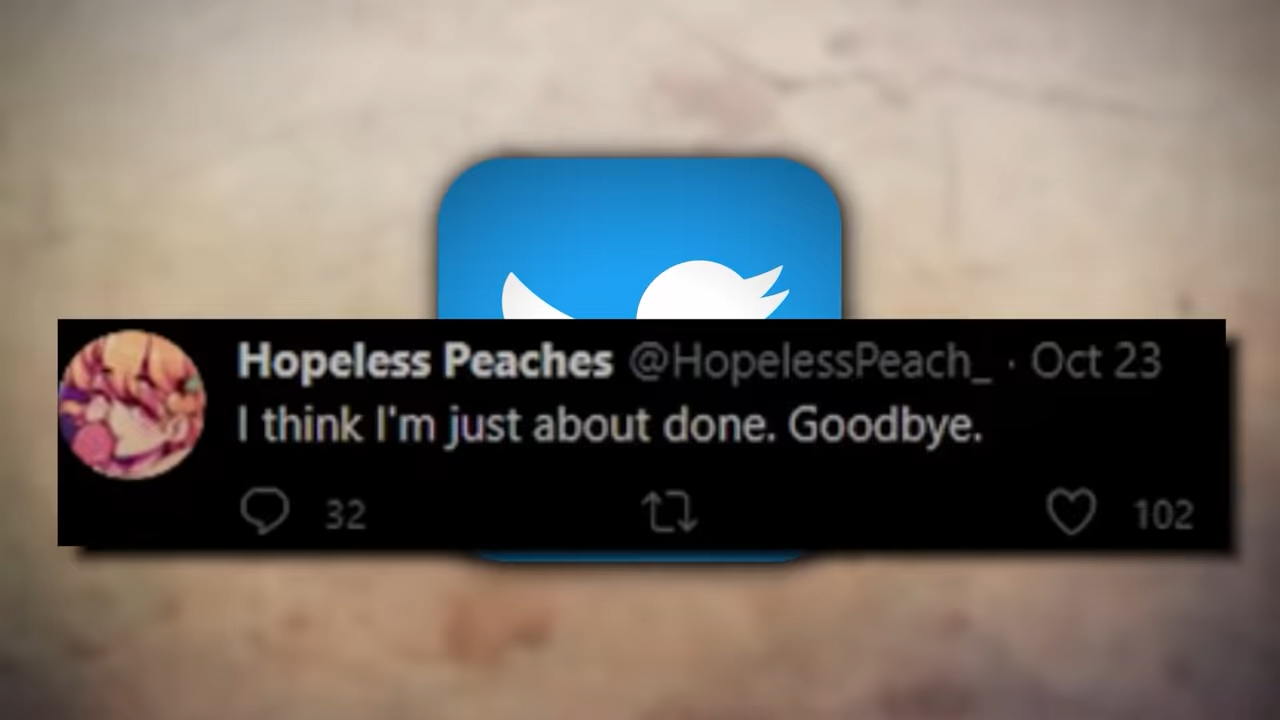 Hopeless Peaches @HopelessPeach_ · Oct 23
I think I'm just about done. Goodbye.
32 102